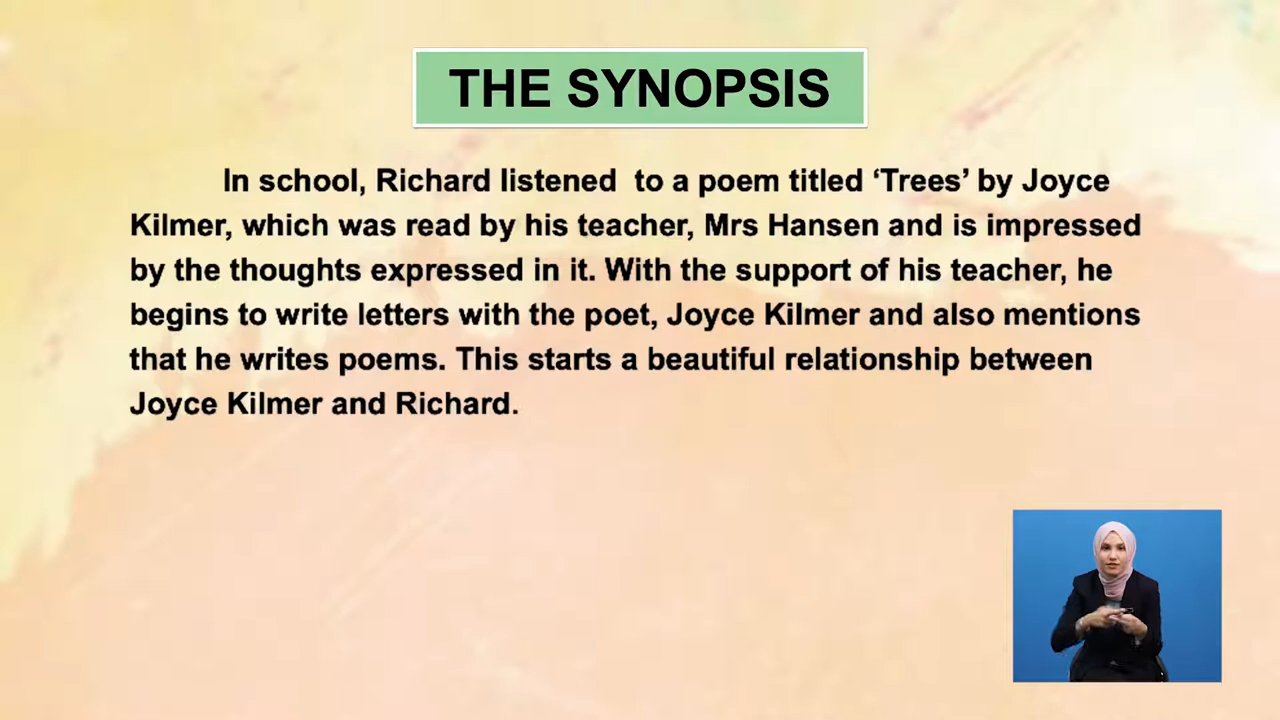 THE SYNOPSIS
In school, Richard listened  to a poem titled ‘Trees’ by Joyce
Kilmer, which was read by his teacher, Mrs Hansen and is impressed
by the thoughts expressed in it. With the support of his teacher, he
begins to write letters with the poet, Joyce Kilmer and also mentions
that he writes poems. This starts a beautiful relationship between
Joyce Kilmer and Richard.